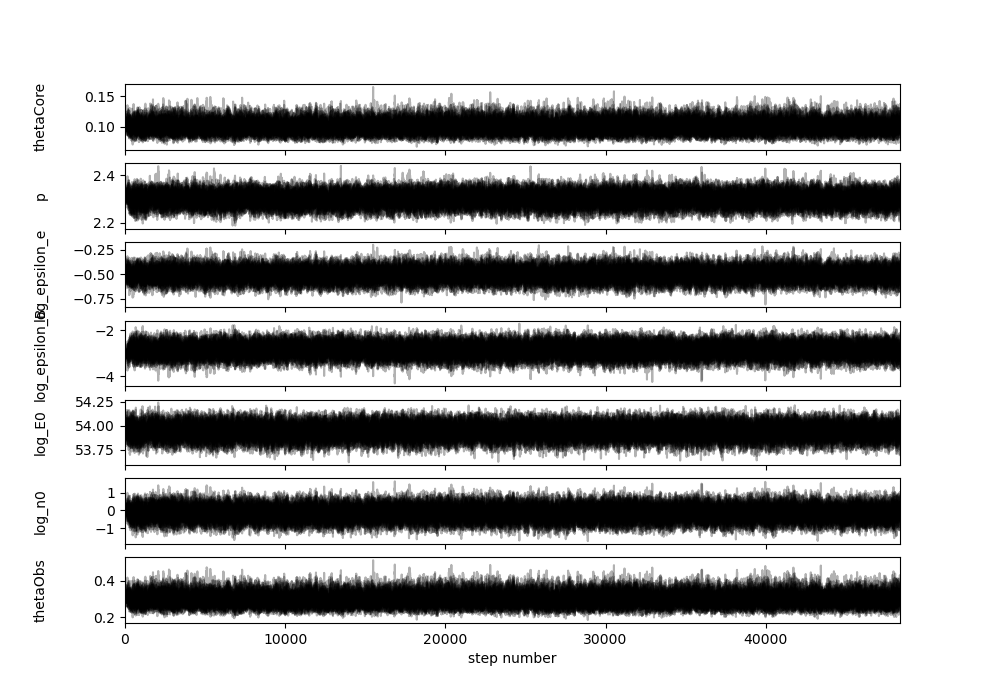 thetaCore
0.15
0.10
p
2.4
2.2
log_epsilon_e
−0.25
−0.50
−0.75
log_epsilon_B
−2
−4
log_E0
54.25
54.00
53.75
log_n0
1
0
−1
thetaObs
0.4
0.2
0 10000 20000 30000 40000
step number